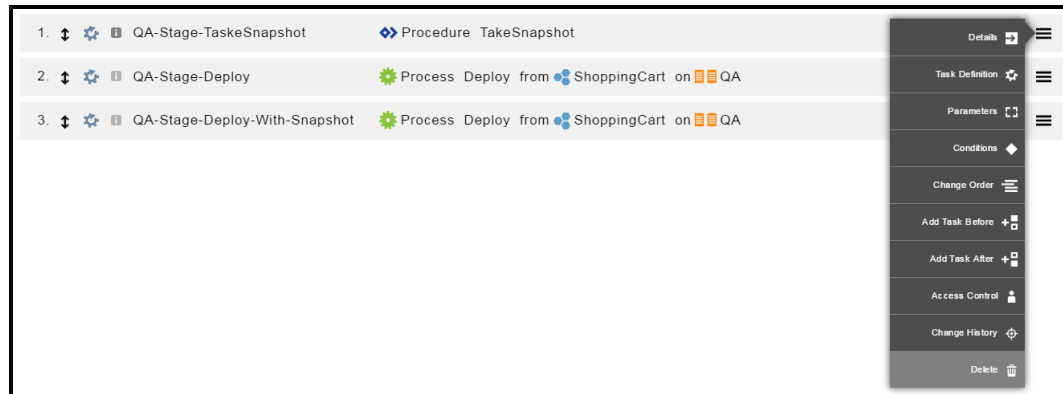 1. QA-Stage-TaskeSnapshot Procedure TakeSnapshot
2. QA-Stage-Deploy Process Deploy from ShoppingCart on QA
3. QA-Stage-Deploy-With-Snapshot Process Deploy from ShoppingCart on QA
Details
Task Definition
Parameters
Conditions
Change Order
Add Task Before
Add Task After
Access Control
Change History
Delete